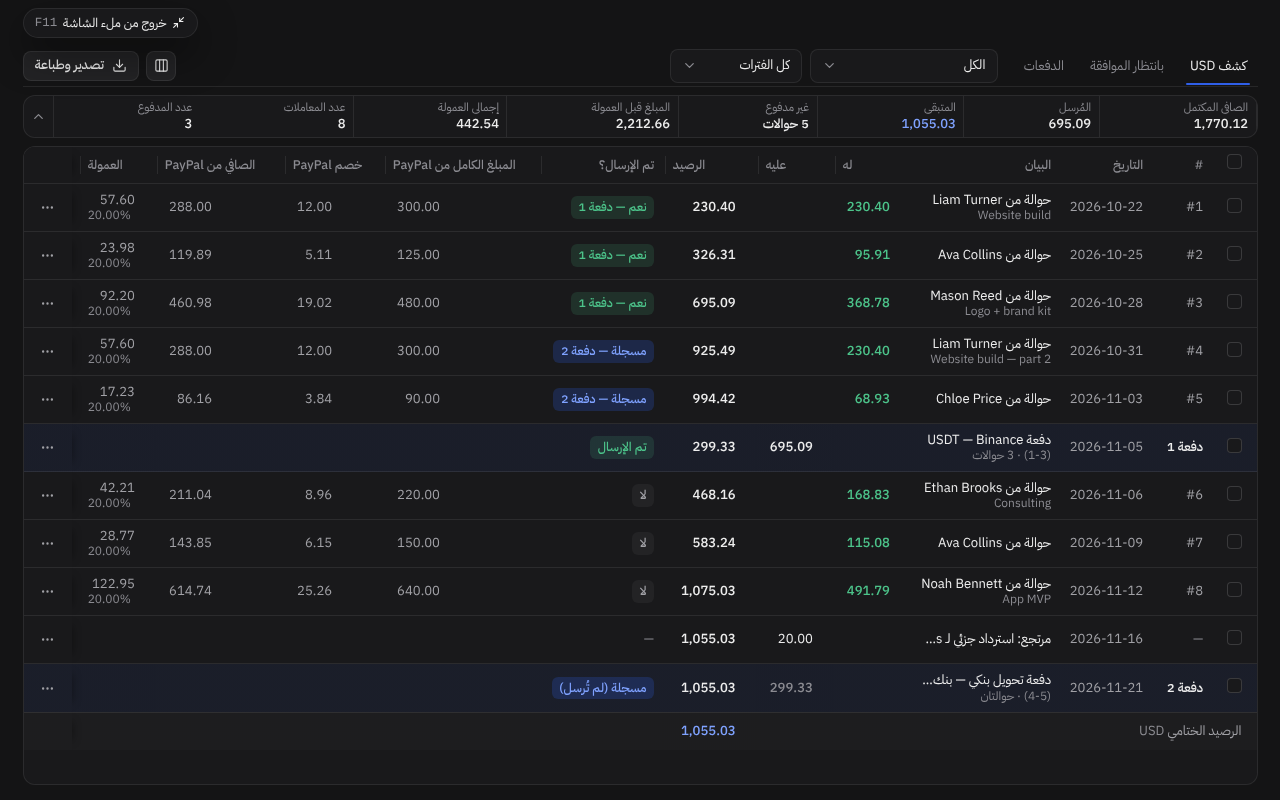 خروج من ملء الشاشة F11
كشف USD
بانتظار الموافقة
الدفعات
الكل
كل الفترات
تصدير وطباعة
الصافي المكتمل 1,770.12
المُرسل 695.09
المتبقي 1,055.03
غير مدفوع 5 حوالات
المبلغ قبل العمولة 2,212.66
إجمالي العمولة 442.54
عدد المعاملات 8
عدد المدفوع 3
# التاريخ البيان له عليه الرصيد تم الإرسال؟ المبلغ الكامل من PayPal خصم PayPal الصافي من PayPal العمولة
#1 2026-10-22 حوالة من Liam Turner 230.40 230.40 نعم — دفعة 1 300.00 12.00 288.00 57.60
Website build 20.00%
#2 2026-10-25 حوالة من Ava Collins 95.91 326.31 نعم — دفعة 1 125.00 5.11 119.89 23.98
20.00%
#3 2026-10-28 حوالة من Mason Reed 368.78 695.09 نعم — دفعة 1 480.00 19.02 460.98 92.20
Logo + brand kit 20.00%
#4 2026-10-31 حوالة من Liam Turner 230.40 925.49 مسجلة — دفعة 2 300.00 12.00 288.00 57.60
Website build — part 2 20.00%
#5 2026-11-03 حوالة من Chloe Price 68.93 994.42 مسجلة — دفعة 2 90.00 3.84 86.16 17.23
20.00%
دفعة 1 2026-11-05 دفعة USDT — Binance 695.09 299.33 تم الإرسال
(1-3) · 3 حوالات
#6 2026-11-06 حوالة من Ethan Brooks 168.83 468.16 لا 220.00 8.96 211.04 42.21
Consulting 20.00%
#7 2026-11-09 حوالة من Ava Collins 115.08 583.24 لا 150.00 6.15 143.85 28.77
20.00%
#8 2026-11-12 حوالة من Noah Bennett 491.79 1,075.03 لا 640.00 25.26 614.74 122.95
App MVP 20.00%
— 2026-11-16 مرتجع: استرداد جزئي لـ s... 20.00 1,055.03 —
دفعة 2 2026-11-21 دفعة تحويل بنكي — بنك... 299.33 1,055.03 مسجلة (لم تُرسل)
(4-5) · حوالتان
الرصيد الختامي USD 1,055.03